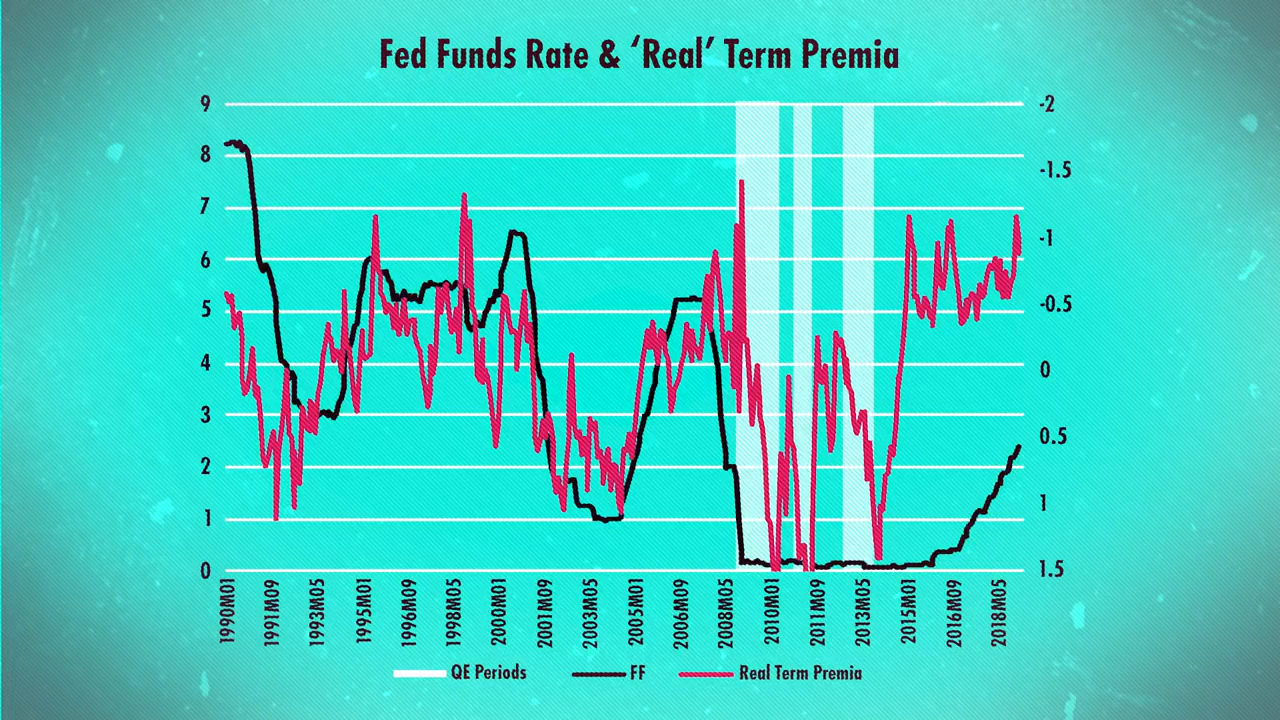 Fed Funds Rate & ‘Real’ Term Premia
9
8
7
6
5
4
3
2
1
0
-2
-1.5
-1
-0.5
0
0.5
1
1.5
1990M01
1991M09
1993M05
1995M01
1996M09
1998M05
2000M01
2001M09
2003M05
2005M01
2006M09
2008M05
2010M01
2011M09
2013M05
2015M01
2016M09
2018M05
QE Periods
FF
Real Term Premia